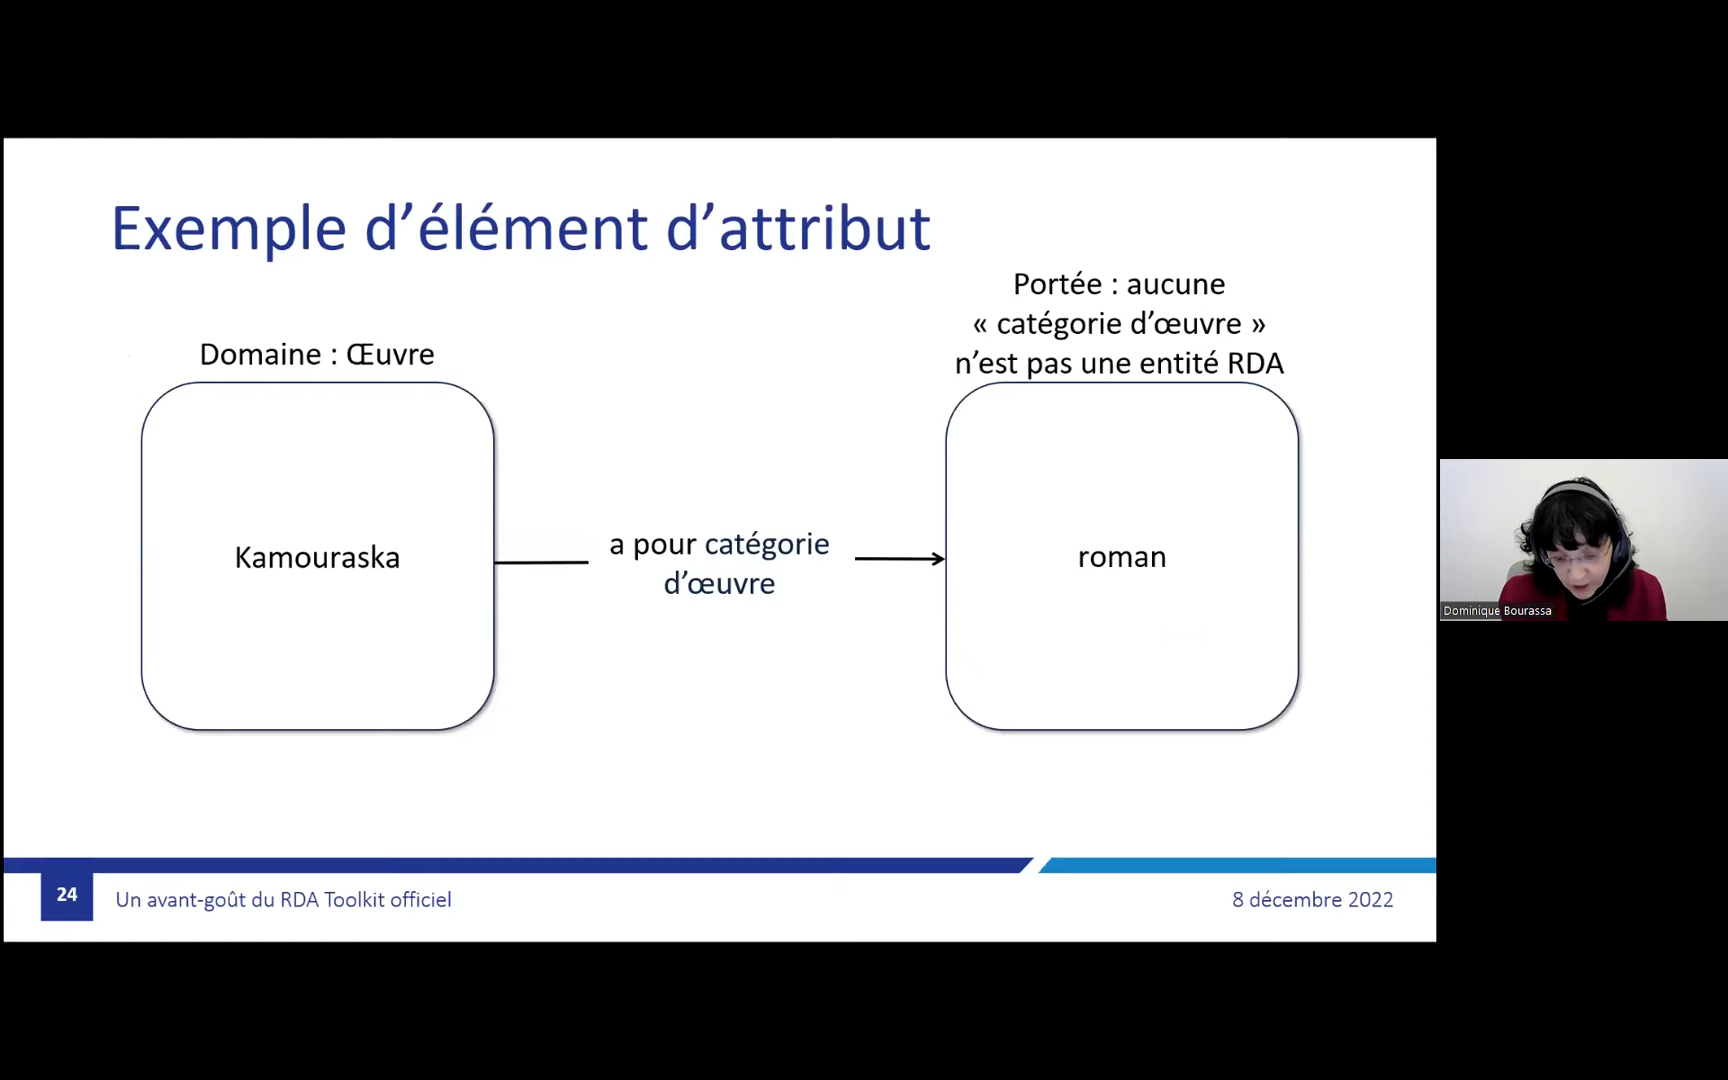 Exemple d’élément d’attribut
Portée : aucune
« catégorie d’œuvre »
n’est pas une entité RDA
Domaine : Œuvre
Kamouraska
a pour catégorie
d’œuvre
roman
Dominique Bourassa
24
Un avant-goût du RDA Toolkit officiel
8 décembre 2022